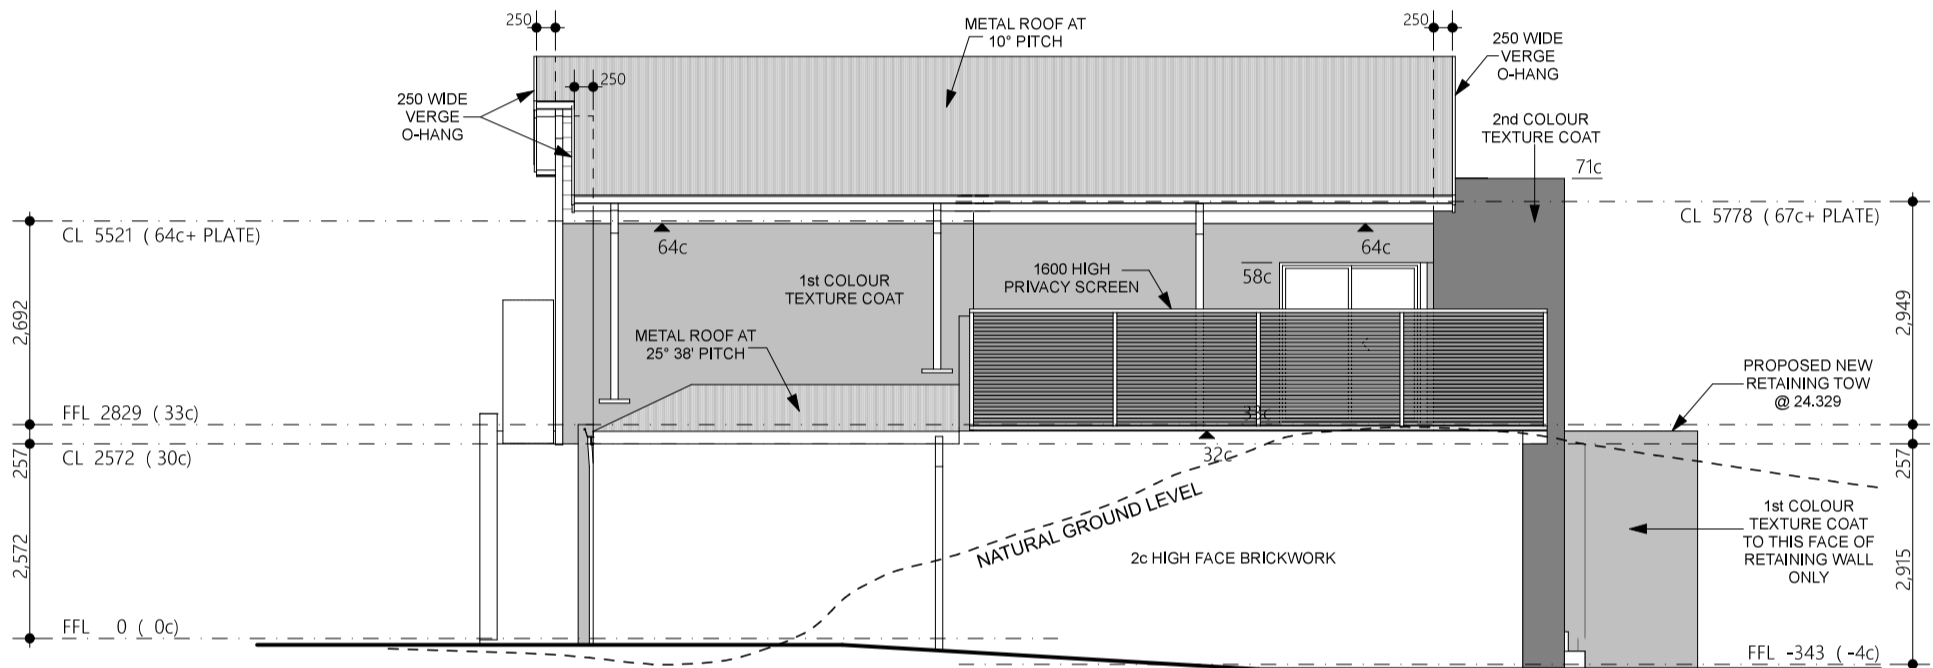 250
METAL ROOF AT
10° PITCH
250
250 WIDE
VERGE
O-HANG
250
250 WIDE
VERGE
O-HANG
2nd COLOUR
TEXTURE COAT
71c
CL 5521 ( 64c+ PLATE)
CL 5778 ( 67c+ PLATE)
64c
64c
1st COLOUR
TEXTURE COAT
1600 HIGH
PRIVACY SCREEN
58c
2,692
2,949
METAL ROOF AT
25° 38' PITCH
PROPOSED NEW
RETAINING TOW
@ 24.329
FFL 2829 ( 33c)
33c
257
CL 2572 ( 30c)
32c
257
NATURAL GROUND LEVEL
2c HIGH FACE BRICKWORK
1st COLOUR
TEXTURE COAT
TO THIS FACE OF
RETAINING WALL
ONLY
2,572
2,915
FFL 0 ( 0c)
FFL -343 ( -4c)